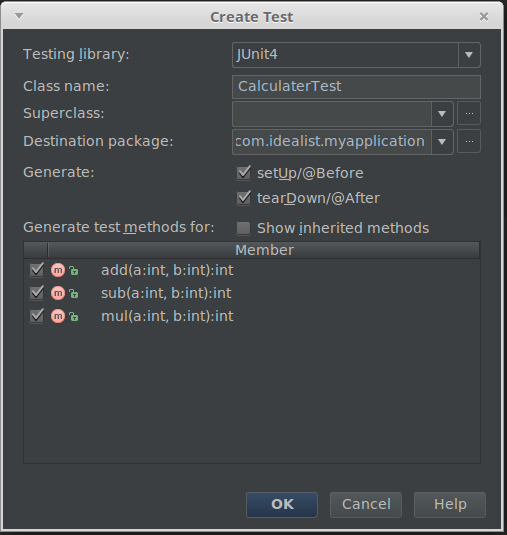 Create Test
Testing library: JUnit4
Class name: CalculaterTest
Superclass: ...
Destination package: com.idealist.myapplication ...
Generate: setUp/@Before
tearDown/@After
Generate test methods for: Show inherited methods
Member
m add(a:int, b:int):int
m sub(a:int, b:int):int
m mul(a:int, b:int):int
OK Cancel Help